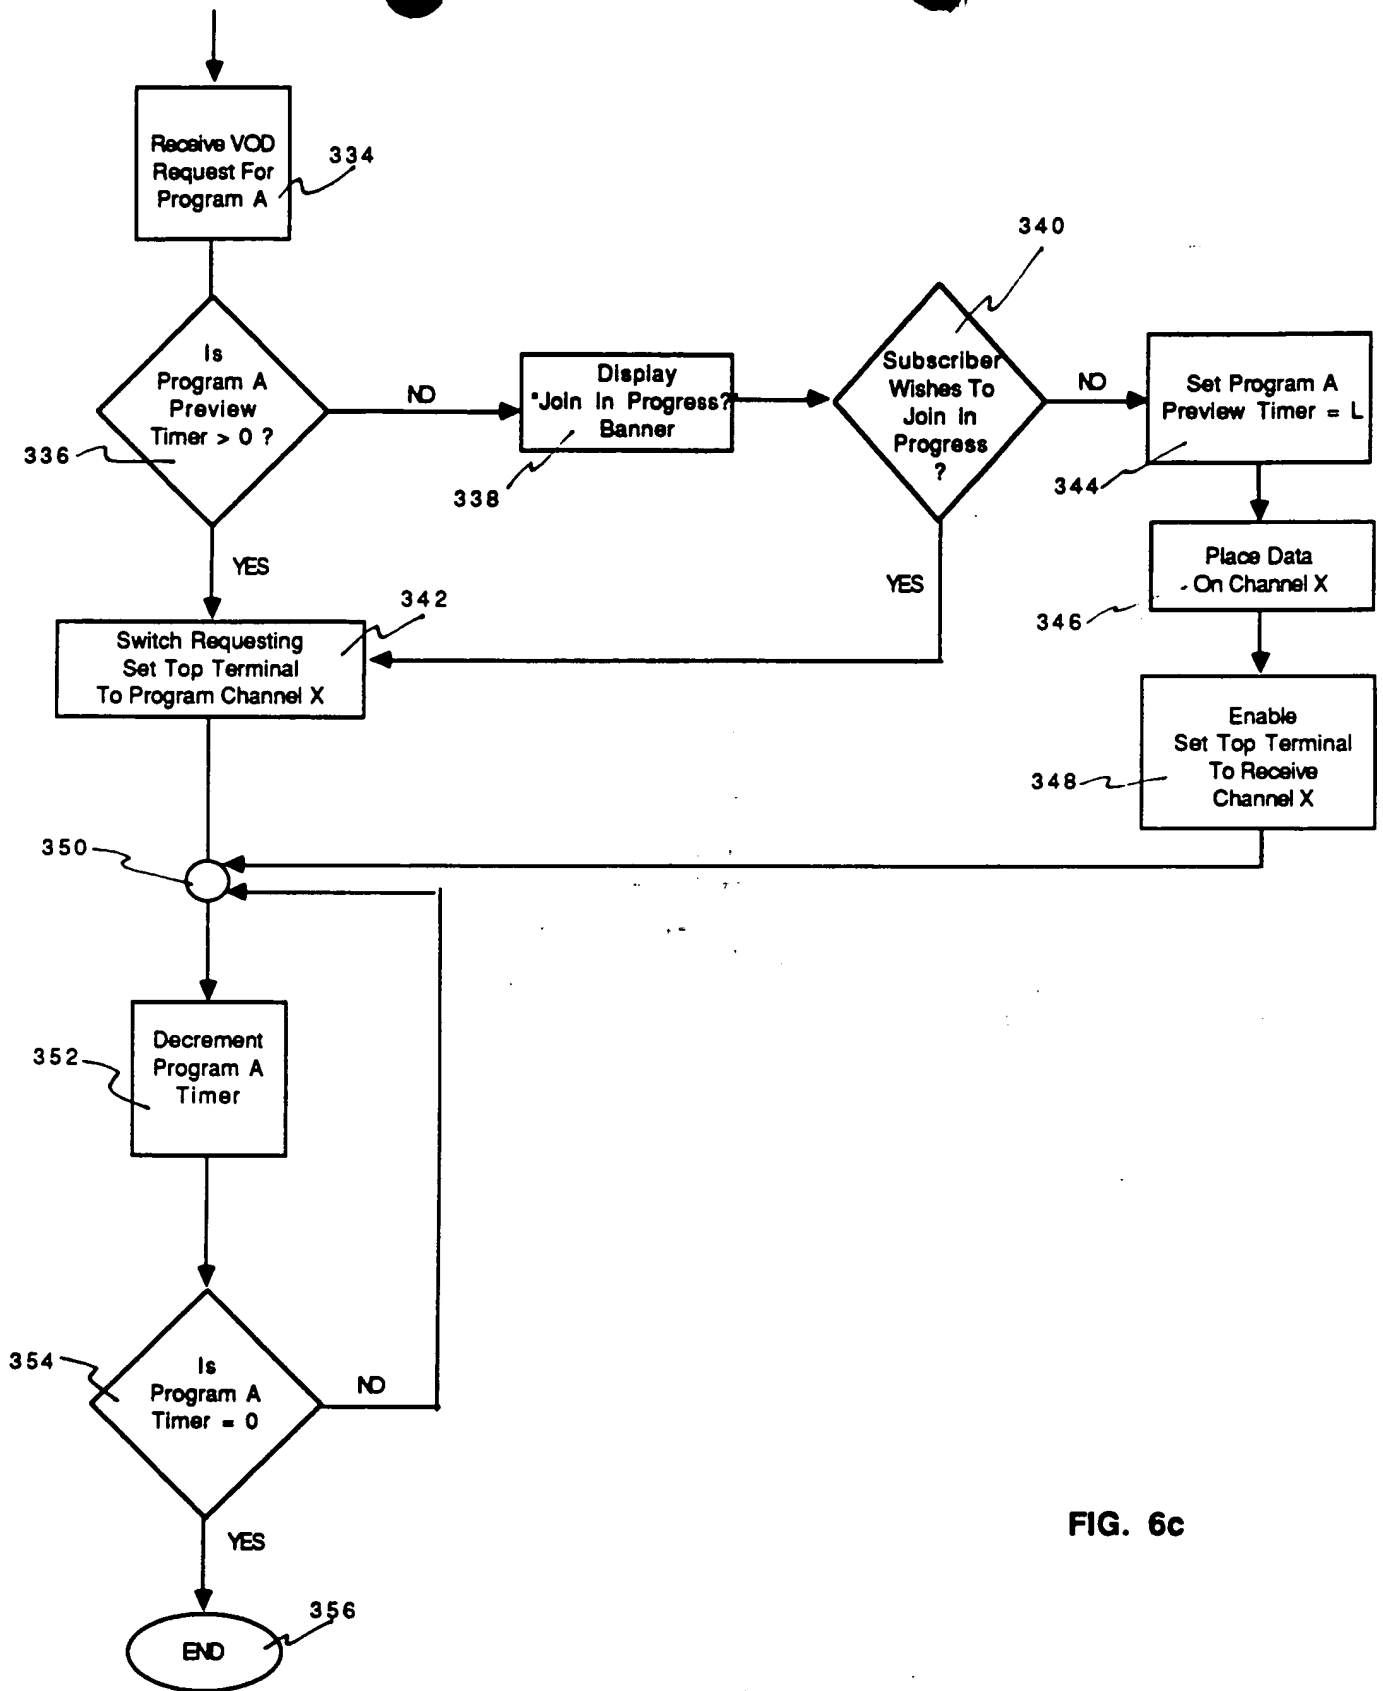 Receive VOD
Request For
Program A
334
Is
Program A
Preview
Timer > 0 ?
336
NO
Display
"Join In Progress?"
Banner
338
340
Subscriber
Wishes To
Join In
Progress
?
NO
Set Program A
Preview Timer = L
344
YES
YES
Place Data
On Channel X
346
342
Switch Requesting
Set Top Terminal
To Program Channel X
Enable
Set Top Terminal
To Receive
Channel X
348
350
Decrement
Program A
Timer
352
Is
Program A
Timer = 0
354
NO
YES
END
356
FIG. 6c